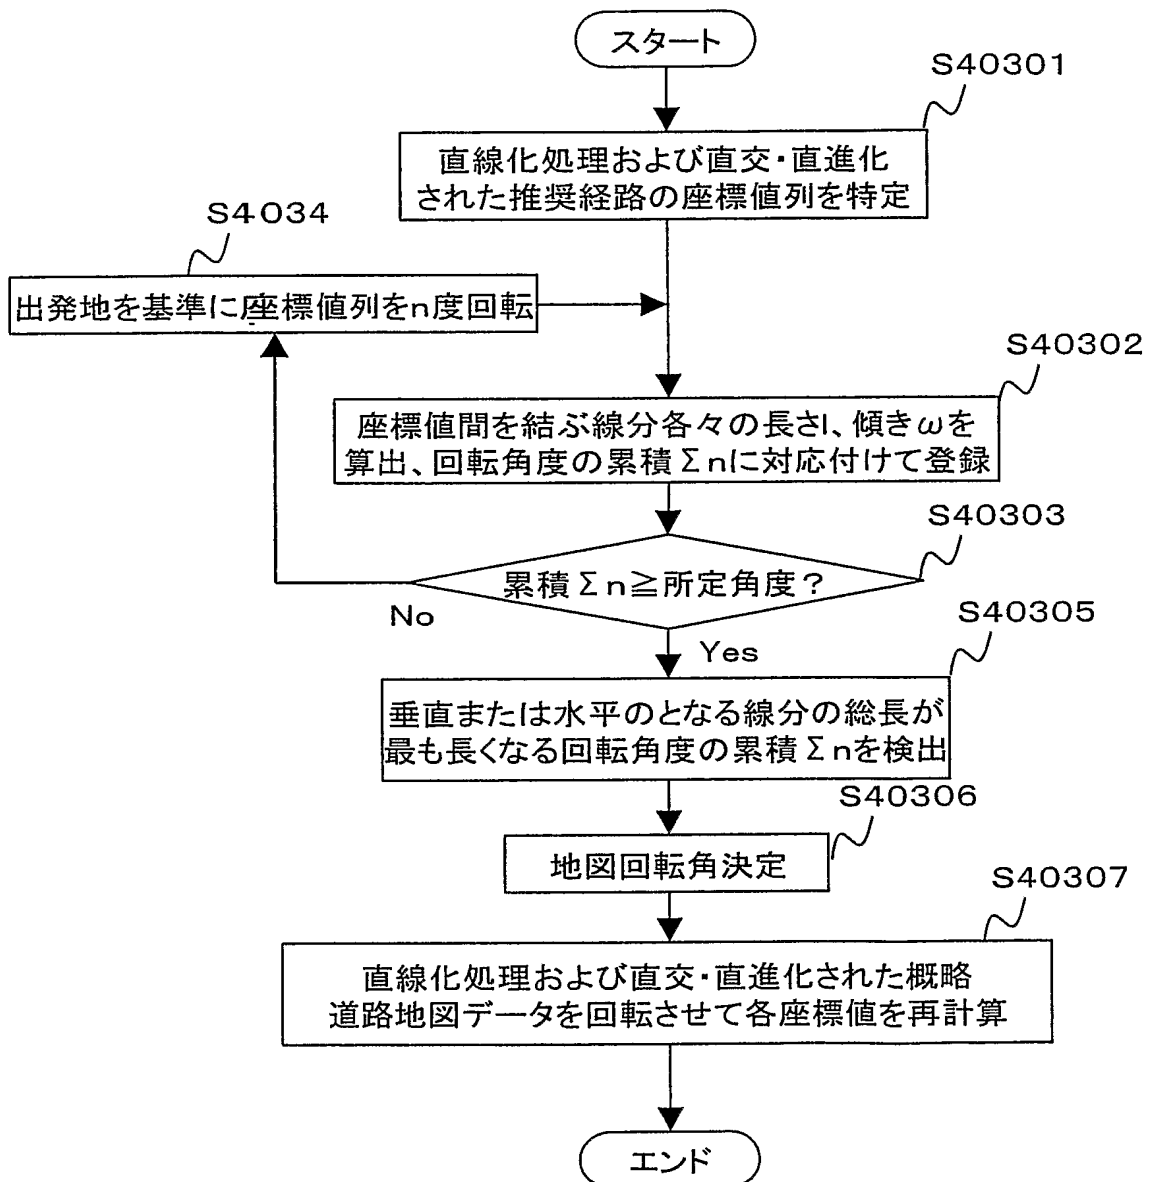 スタート
S40301
直線化処理および直交・直進化
された推奨経路の座標値列を特定
S4034
出発地を基準に座標値列をn度回転
S40302
座標値間を結ぶ線分各々の長さl、傾きωを
算出、回転角度の累積Σnに対応付けて登録
S40303
累積Σn≧所定角度？
No
Yes
S40305
垂直または水平のとなる線分の総長が
最も長くなる回転角度の累積Σnを検出
S40306
地図回転角決定
S40307
直線化処理および直交・直進化された概略
道路地図データを回転させて各座標値を再計算
エンド